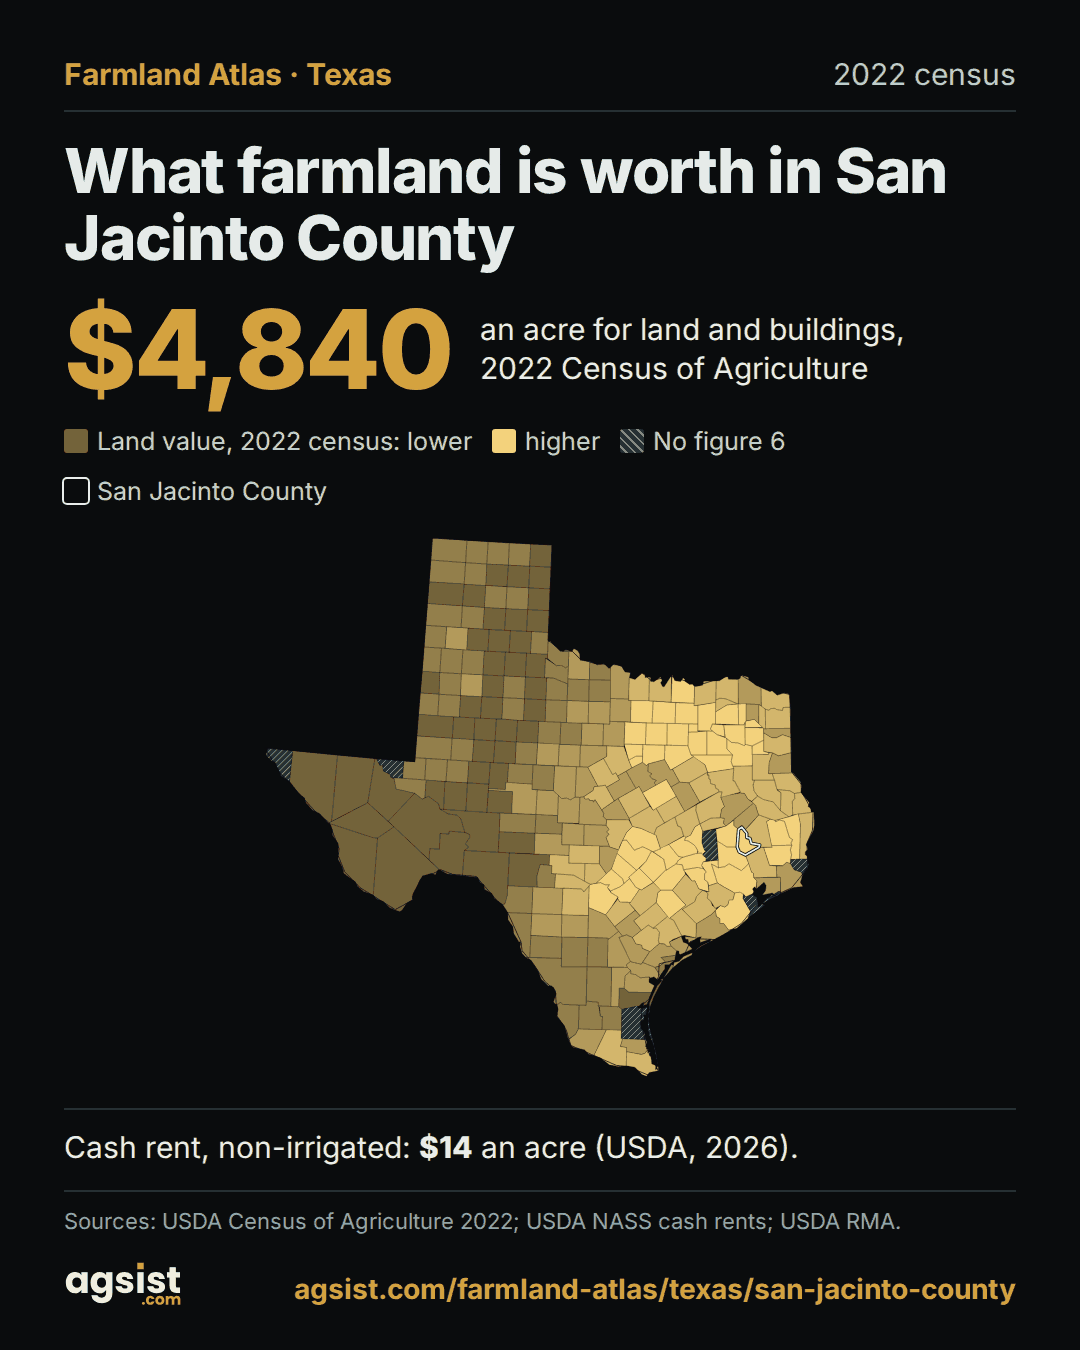 Farmland Atlas · Texas
2022 census
What farmland is worth in San
Jacinto County
$4,840
an acre for land and buildings,
2022 Census of Agriculture
Land value, 2022 census: lower
higher
No figure 6
San Jacinto County
Cash rent, non-irrigated: $14 an acre (USDA, 2026).
Sources: USDA Census of Agriculture 2022; USDA NASS cash rents; USDA RMA.
agsist
.com
agsist.com/farmland-atlas/texas/san-jacinto-county